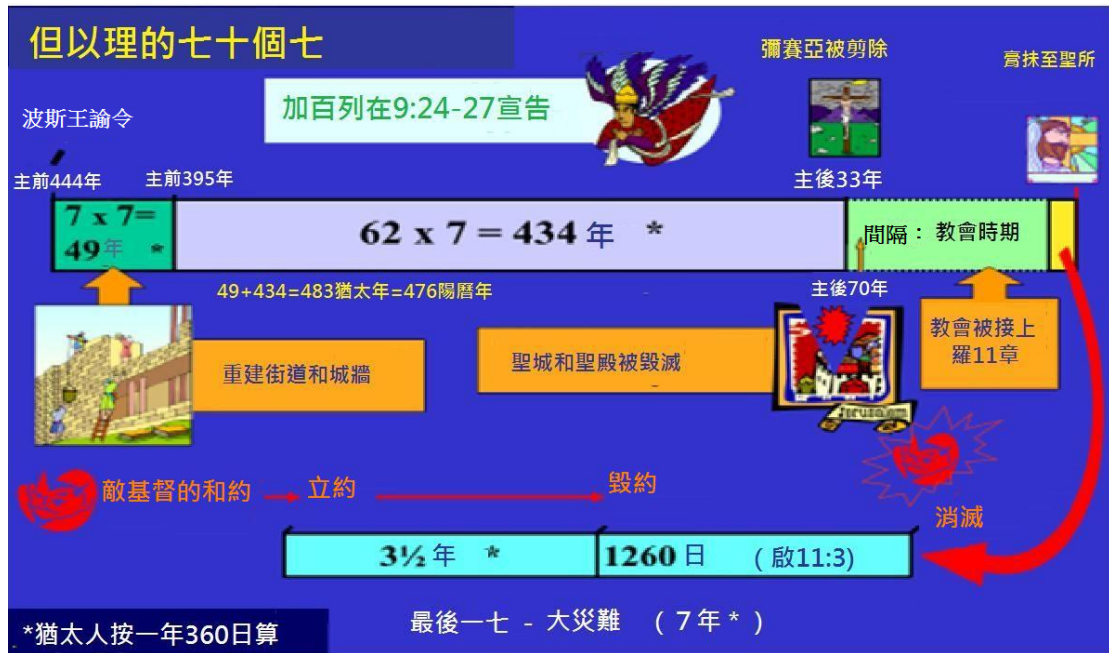 但以理的七十個七
彌賽亞被剪除
膏抹至聖所
加百列在9:24-27宣告
波斯王諭令
主前444年
主前395年
主後33年
7 x 7=
49年 *
62 x 7 = 434 年 *
間隔：教會時期
49+434=483猶太年=476陽曆年
主後70年
重建街道和城牆
聖城和聖殿被毀滅
教會被接上
羅11章
Jerusalem
敵基督的和約
立約
毀約
消滅
3½ 年 *
1260 日 （啟11:3)
*猶太人按一年360日算
最後一七 - 大災難 （7年*）